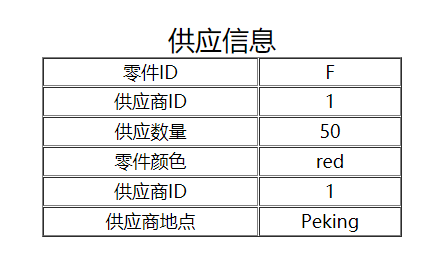 供应信息
零件ID F
供应商ID 1
供应数量 50
零件颜色 red
供应商ID 1
供应商地点 Peking